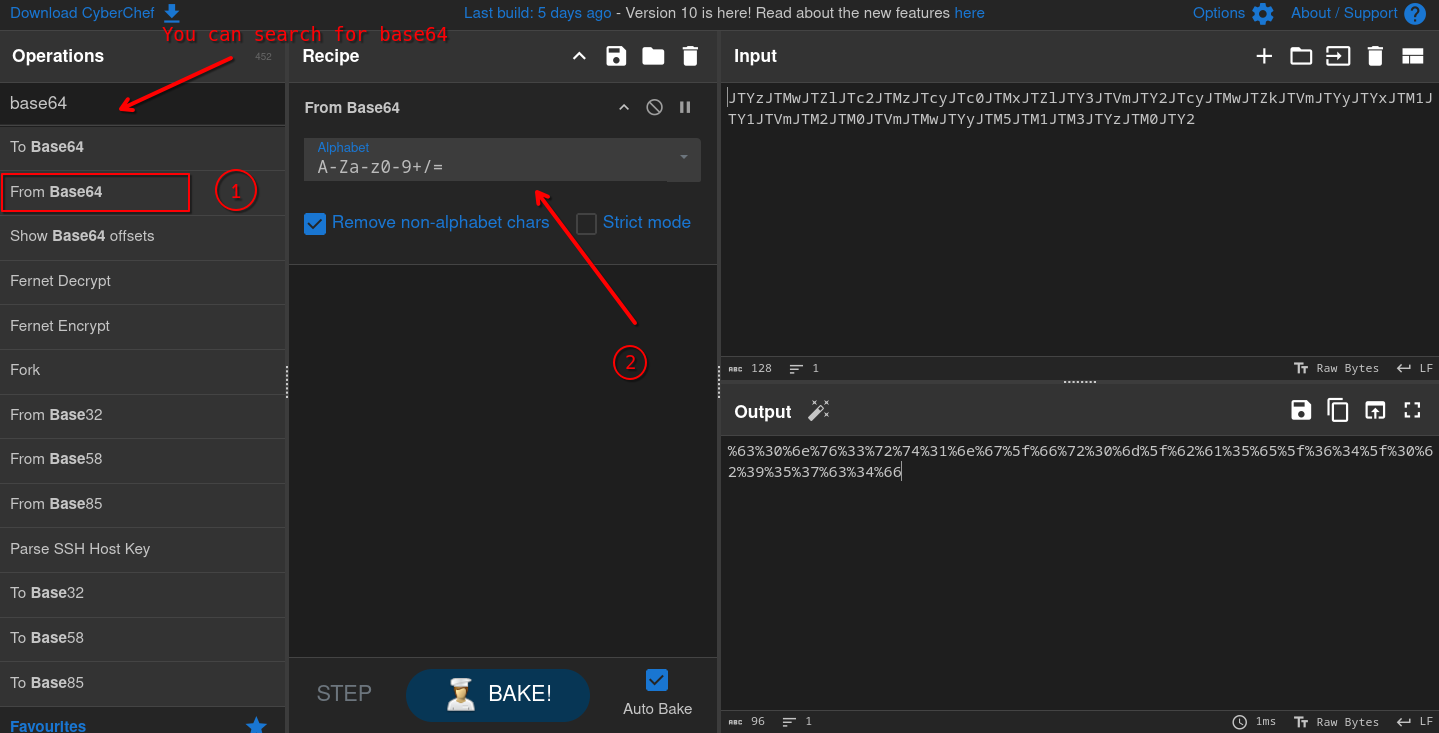 Download CyberChef
Last build: 5 days ago - Version 10 is here! Read about the new features here
Options
About / Support
You can search for base64
Operations
452
base64
To Base64
From Base64
1
Show Base64 offsets
Fernet Decrypt
Fernet Encrypt
Fork
From Base32
From Base58
From Base85
Parse SSH Host Key
To Base32
To Base58
To Base85
Favourites
Recipe
From Base64
Alphabet
A-Za-z0-9+/=
Remove non-alphabet chars
Strict mode
2
STEP
BAKE!
Auto Bake
Input
JTYzJTMwJTZlJTc2JTMzJTcyJTc0JTMxJTZlJTY3JTVmJTY2JTcyJTMwJTZkJTVmJTYyJTYxJTM1J
TY1JTVmJTM2JTM0JTVmJTMwJTYyJTM5JTM1JTM3JTYzJTM0JTY2
ABC 128
1
Raw Bytes
LF
Output
%63%30%6e%76%33%72%74%31%6e%67%5f%66%72%30%6d%5f%62%61%35%65%5f%36%34%5f%30%6
2%39%35%37%63%34%66
ABC 96
1
1ms
Raw Bytes
LF